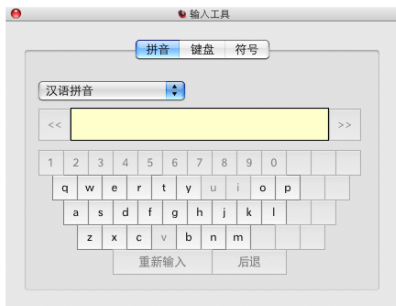 输入工具
拼音 键盘 符号
汉语拼音
<< >>
1 2 3 4 5 6 7 8 9 0
q w e r t y u i o p
a s d f g h j k l
z x c v b n m
重新输入 后退